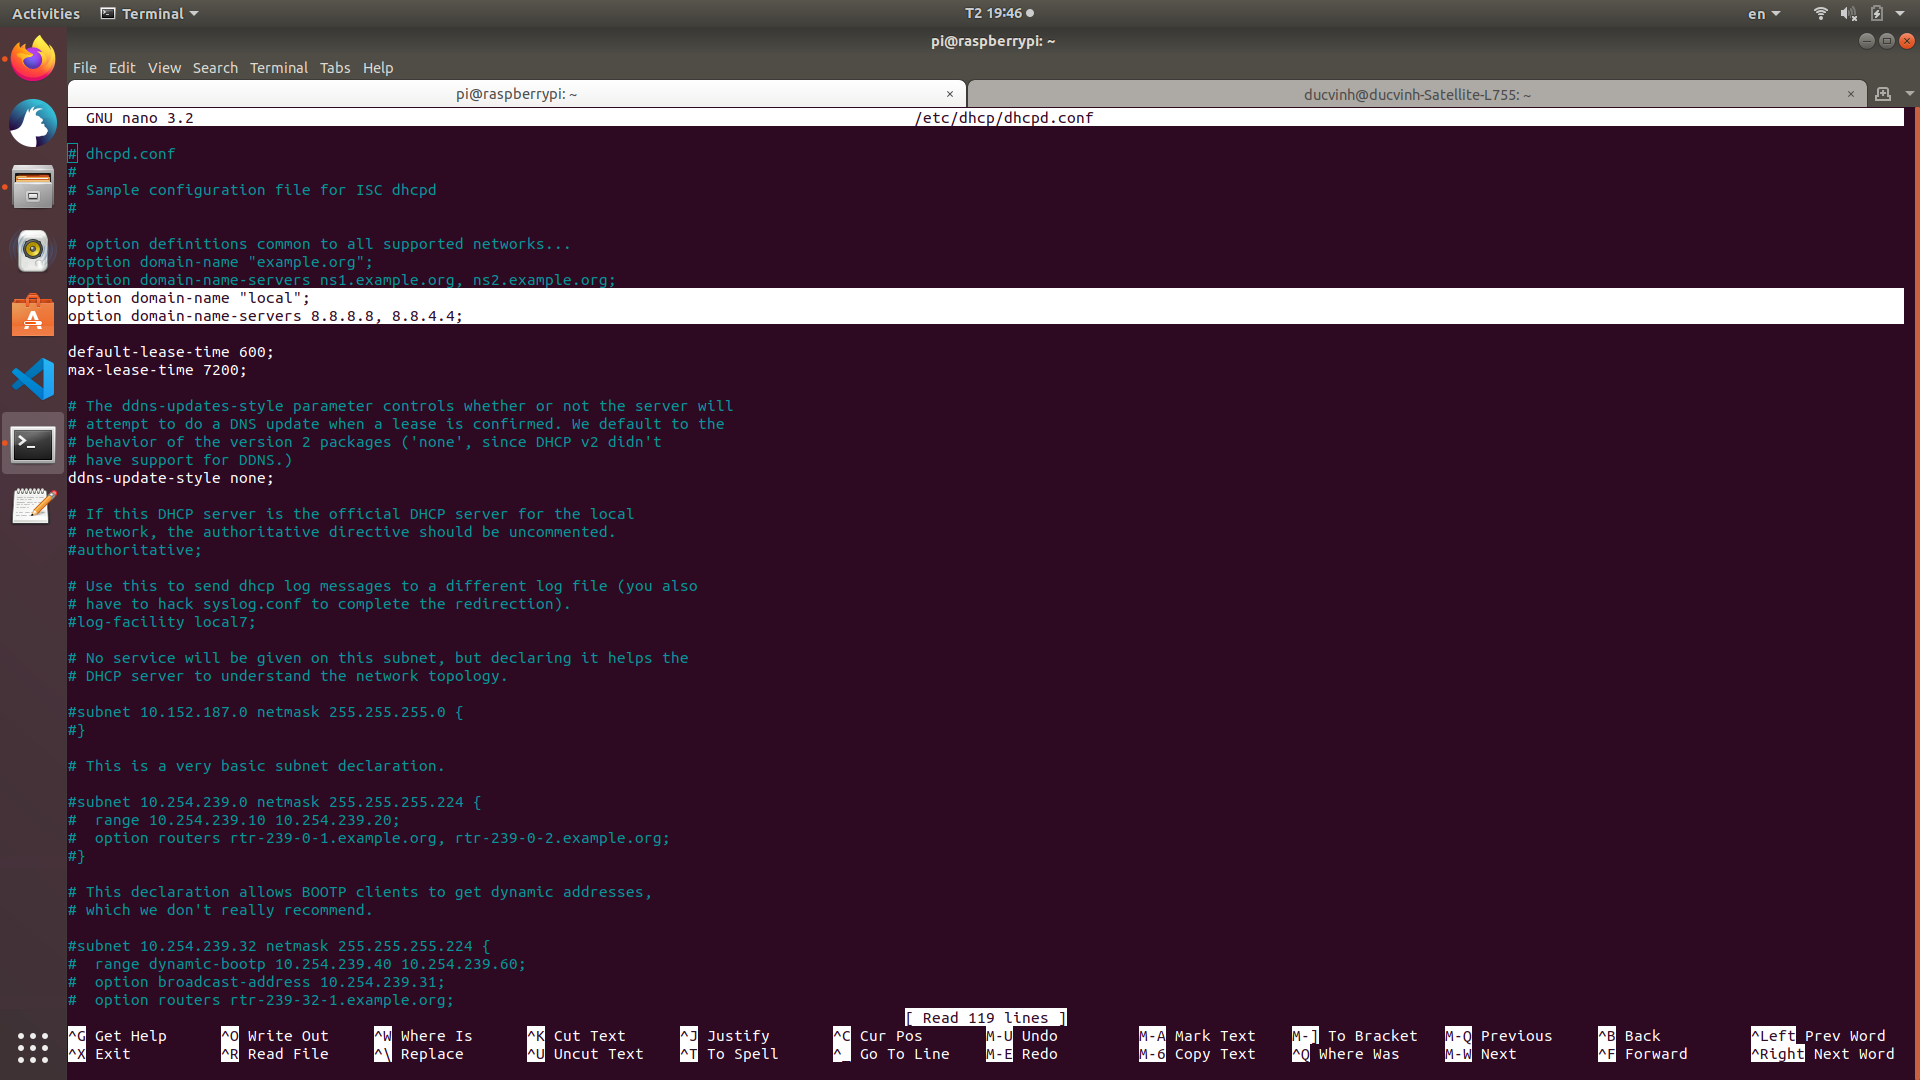 Activities Terminal T2 19:46 en
pi@raspberrypi: ~
File Edit View Search Terminal Tabs Help
pi@raspberrypi: ~ × ducvinh@ducvinh-Satellite-L755: ~ ×
GNU nano 3.2 /etc/dhcp/dhcpd.conf
# dhcpd.conf
#
# Sample configuration file for ISC dhcpd
#
# option definitions common to all supported networks...
#option domain-name "example.org";
#option domain-name-servers ns1.example.org, ns2.example.org;
option domain-name "local";
option domain-name-servers 8.8.8.8, 8.8.4.4;
default-lease-time 600;
max-lease-time 7200;
# The ddns-updates-style parameter controls whether or not the server will
# attempt to do a DNS update when a lease is confirmed. We default to the
# behavior of the version 2 packages ('none', since DHCP v2 didn't
# have support for DDNS.)
ddns-update-style none;
# If this DHCP server is the official DHCP server for the local
# network, the authoritative directive should be uncommented.
#authoritative;
# Use this to send dhcp log messages to a different log file (you also
# have to hack syslog.conf to complete the redirection).
#log-facility local7;
# No service will be given on this subnet, but declaring it helps the
# DHCP server to understand the network topology.
#subnet 10.152.187.0 netmask 255.255.255.0 {
#}
# This is a very basic subnet declaration.
#subnet 10.254.239.0 netmask 255.255.255.224 {
#  range 10.254.239.10 10.254.239.20;
#  option routers rtr-239-0-1.example.org, rtr-239-0-2.example.org;
#}
# This declaration allows BOOTP clients to get dynamic addresses,
# which we don't really recommend.
#subnet 10.254.239.32 netmask 255.255.255.224 {
#  range dynamic-bootp 10.254.239.40 10.254.239.60;
#  option broadcast-address 10.254.239.31;
#  option routers rtr-239-32-1.example.org;
[ Read 119 lines ]
^G Get Help ^O Write Out ^W Where Is ^K Cut Text ^J Justify ^C Cur Pos M-U Undo M-A Mark Text M-] To Bracket M-Q Previous ^B Back ^Left Prev Word
^X Exit ^R Read File ^\ Replace ^U Uncut Text ^T To Spell ^_ Go To Line M-E Redo M-6 Copy Text ^Q Where Was M-W Next ^F Forward ^Right Next Word